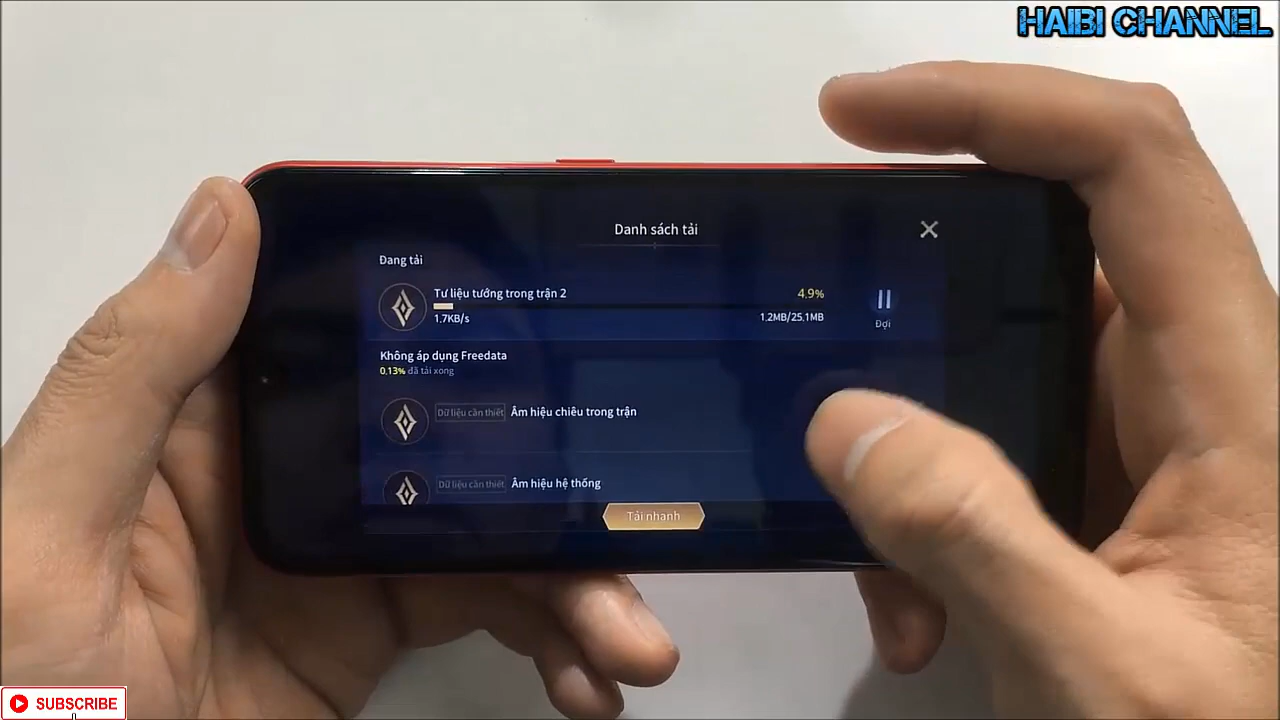 HAIBI CHANNEL
Danh sách tải
Đang tải
Tư liệu tướng trong trận 2
4.9%
1.7KB/s
1.2MB/25.1MB
Đợi
Không áp dụng Freedata
0,13% đã tải xong
Dữ liệu cần thiết Âm hiệu chiêu trong trận
Dữ liệu cần thiết Âm hiệu hệ thống
Tải nhanh
SUBSCRIBE